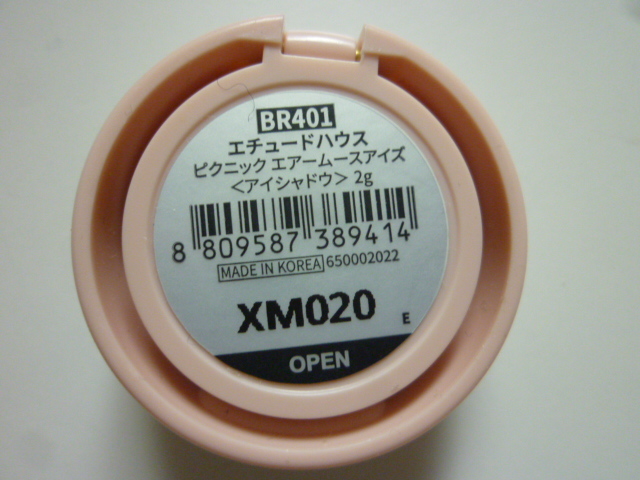 BR401
エチュードハウス
ピクニック エアームースアイズ
<アイシャドウ> 2g
8 809587 389414
MADE IN KOREA 650002022
XM020 E
OPEN